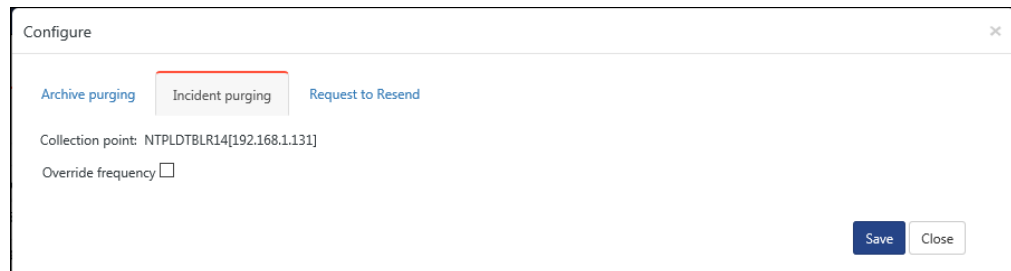 Configure ×
Archive purging Incident purging Request to Resend
Collection point: NTPLDTBLR14[192.168.1.131]
Override frequency
Save Close